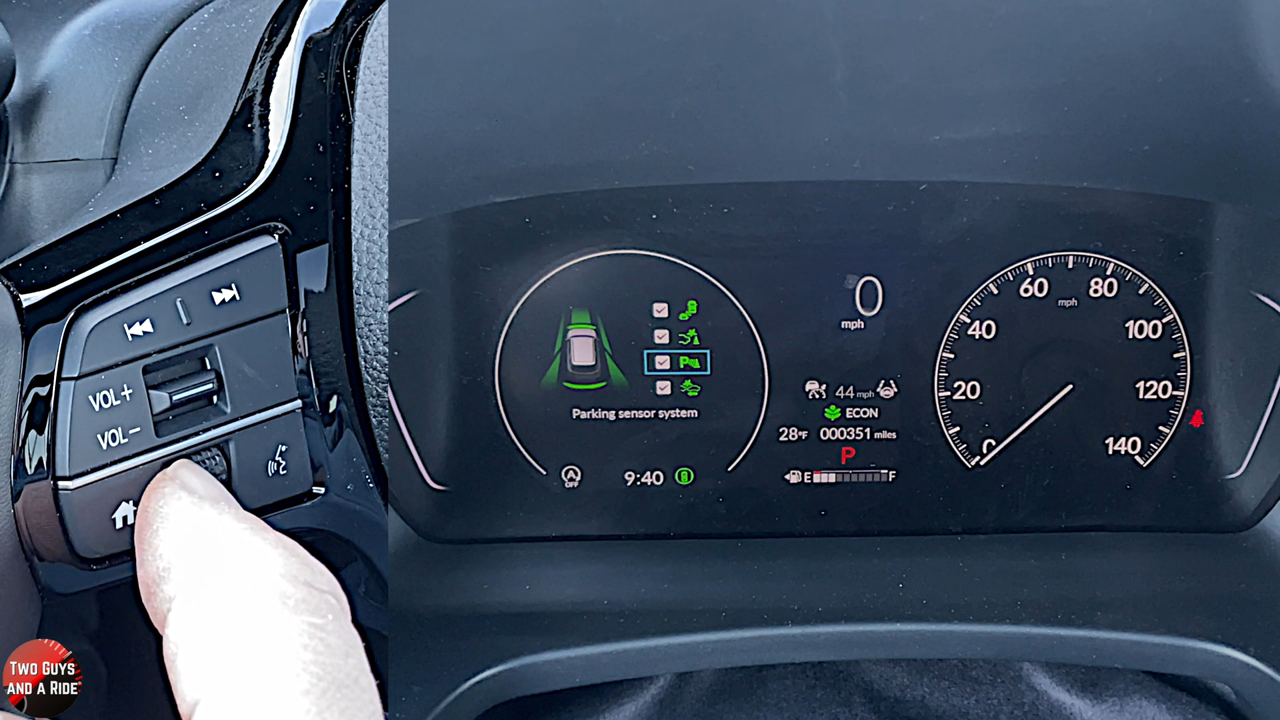 VOL+
VOL-
TWO GUYS
AND A RIDE
P
Parking sensor system
OFF
9:40
0
mph
44 mph
ECON
28°F 000351 miles
P
E F
0
20
40
60
80
100
120
140
mph